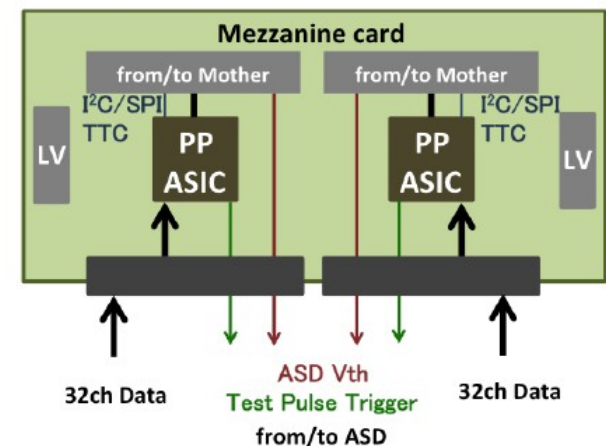 Mezzanine card
from/to Mother
from/to Mother
I²C/SPI
TTC
I²C/SPI
TTC
LV
PP
ASIC
PP
ASIC
LV
32ch Data
ASD Vth
Test Pulse Trigger
from/to ASD
32ch Data